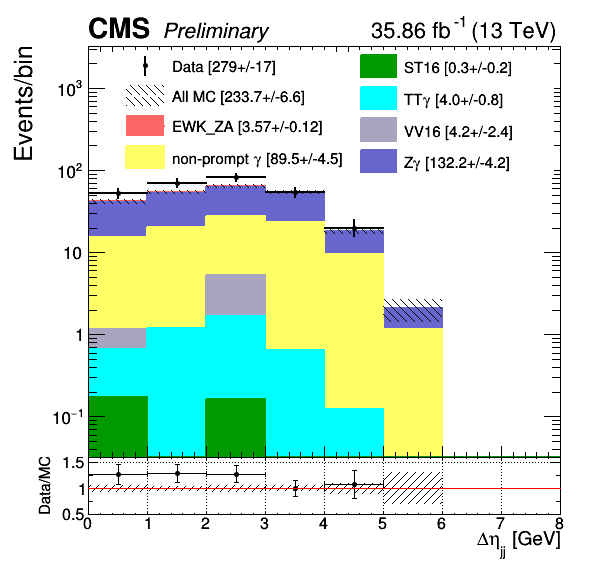 CMS Preliminary 35.86 fb⁻¹ (13 TeV)
Events/bin
Data [279+/-17]
All MC [233.7+/-6.6]
EWK_ZA [3.57+/-0.12]
non-prompt γ [89.5+/-4.5]
ST16 [0.3+/-0.2]
TTγ [4.0+/-0.8]
VV16 [4.2+/-2.4]
Zγ [132.2+/-4.2]
10³
10²
10
1
10⁻¹
Data/MC
1.5
1
0.5
0 1 2 3 4 5 6 7 8
Δη_jj [GeV]